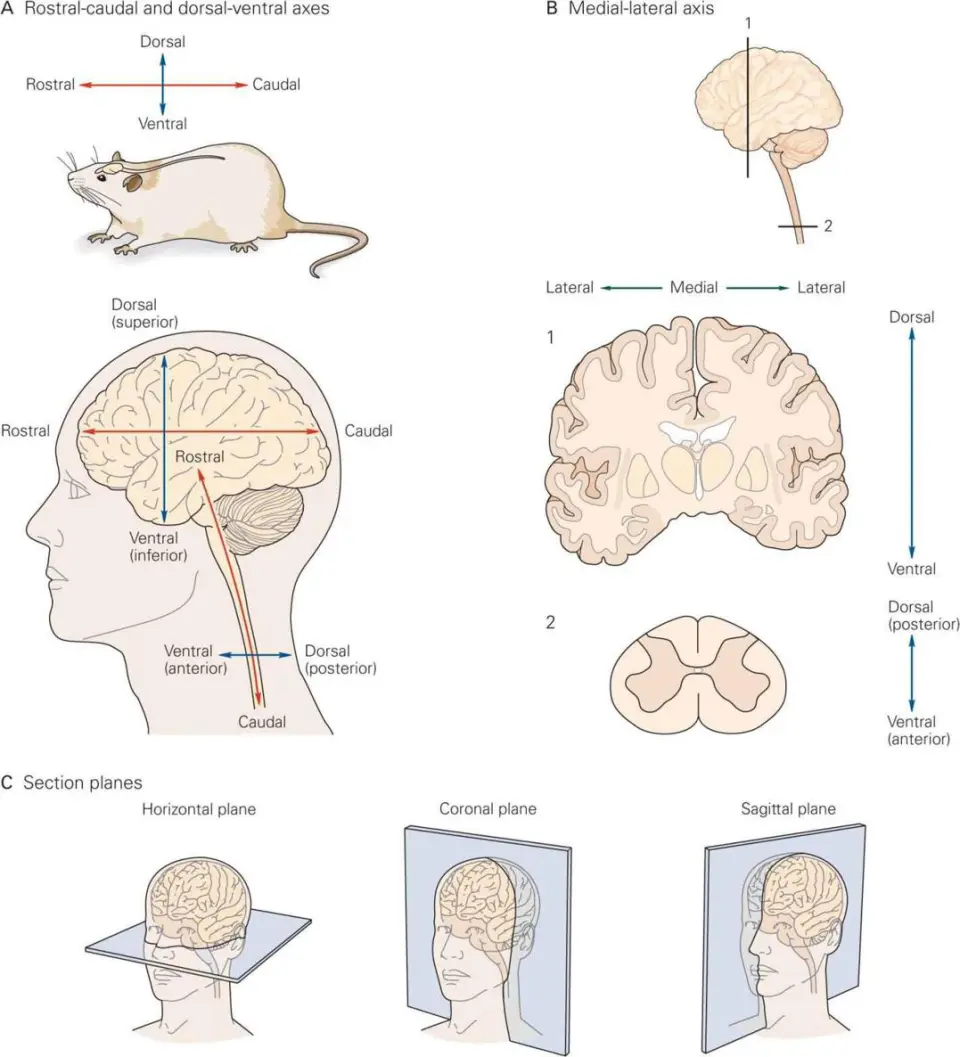 A Rostral-caudal and dorsal-ventral axes
Dorsal
Rostral
Caudal
Ventral
Dorsal
(superior)
Rostral
Caudal
Rostral
Ventral
(inferior)
Ventral
(anterior)
Dorsal
(posterior)
Caudal
B Medial-lateral axis
1
2
Lateral
Medial
Lateral
1
Dorsal
Ventral
2
Dorsal
(posterior)
Ventral
(anterior)
C Section planes
Horizontal plane
Coronal plane
Sagittal plane